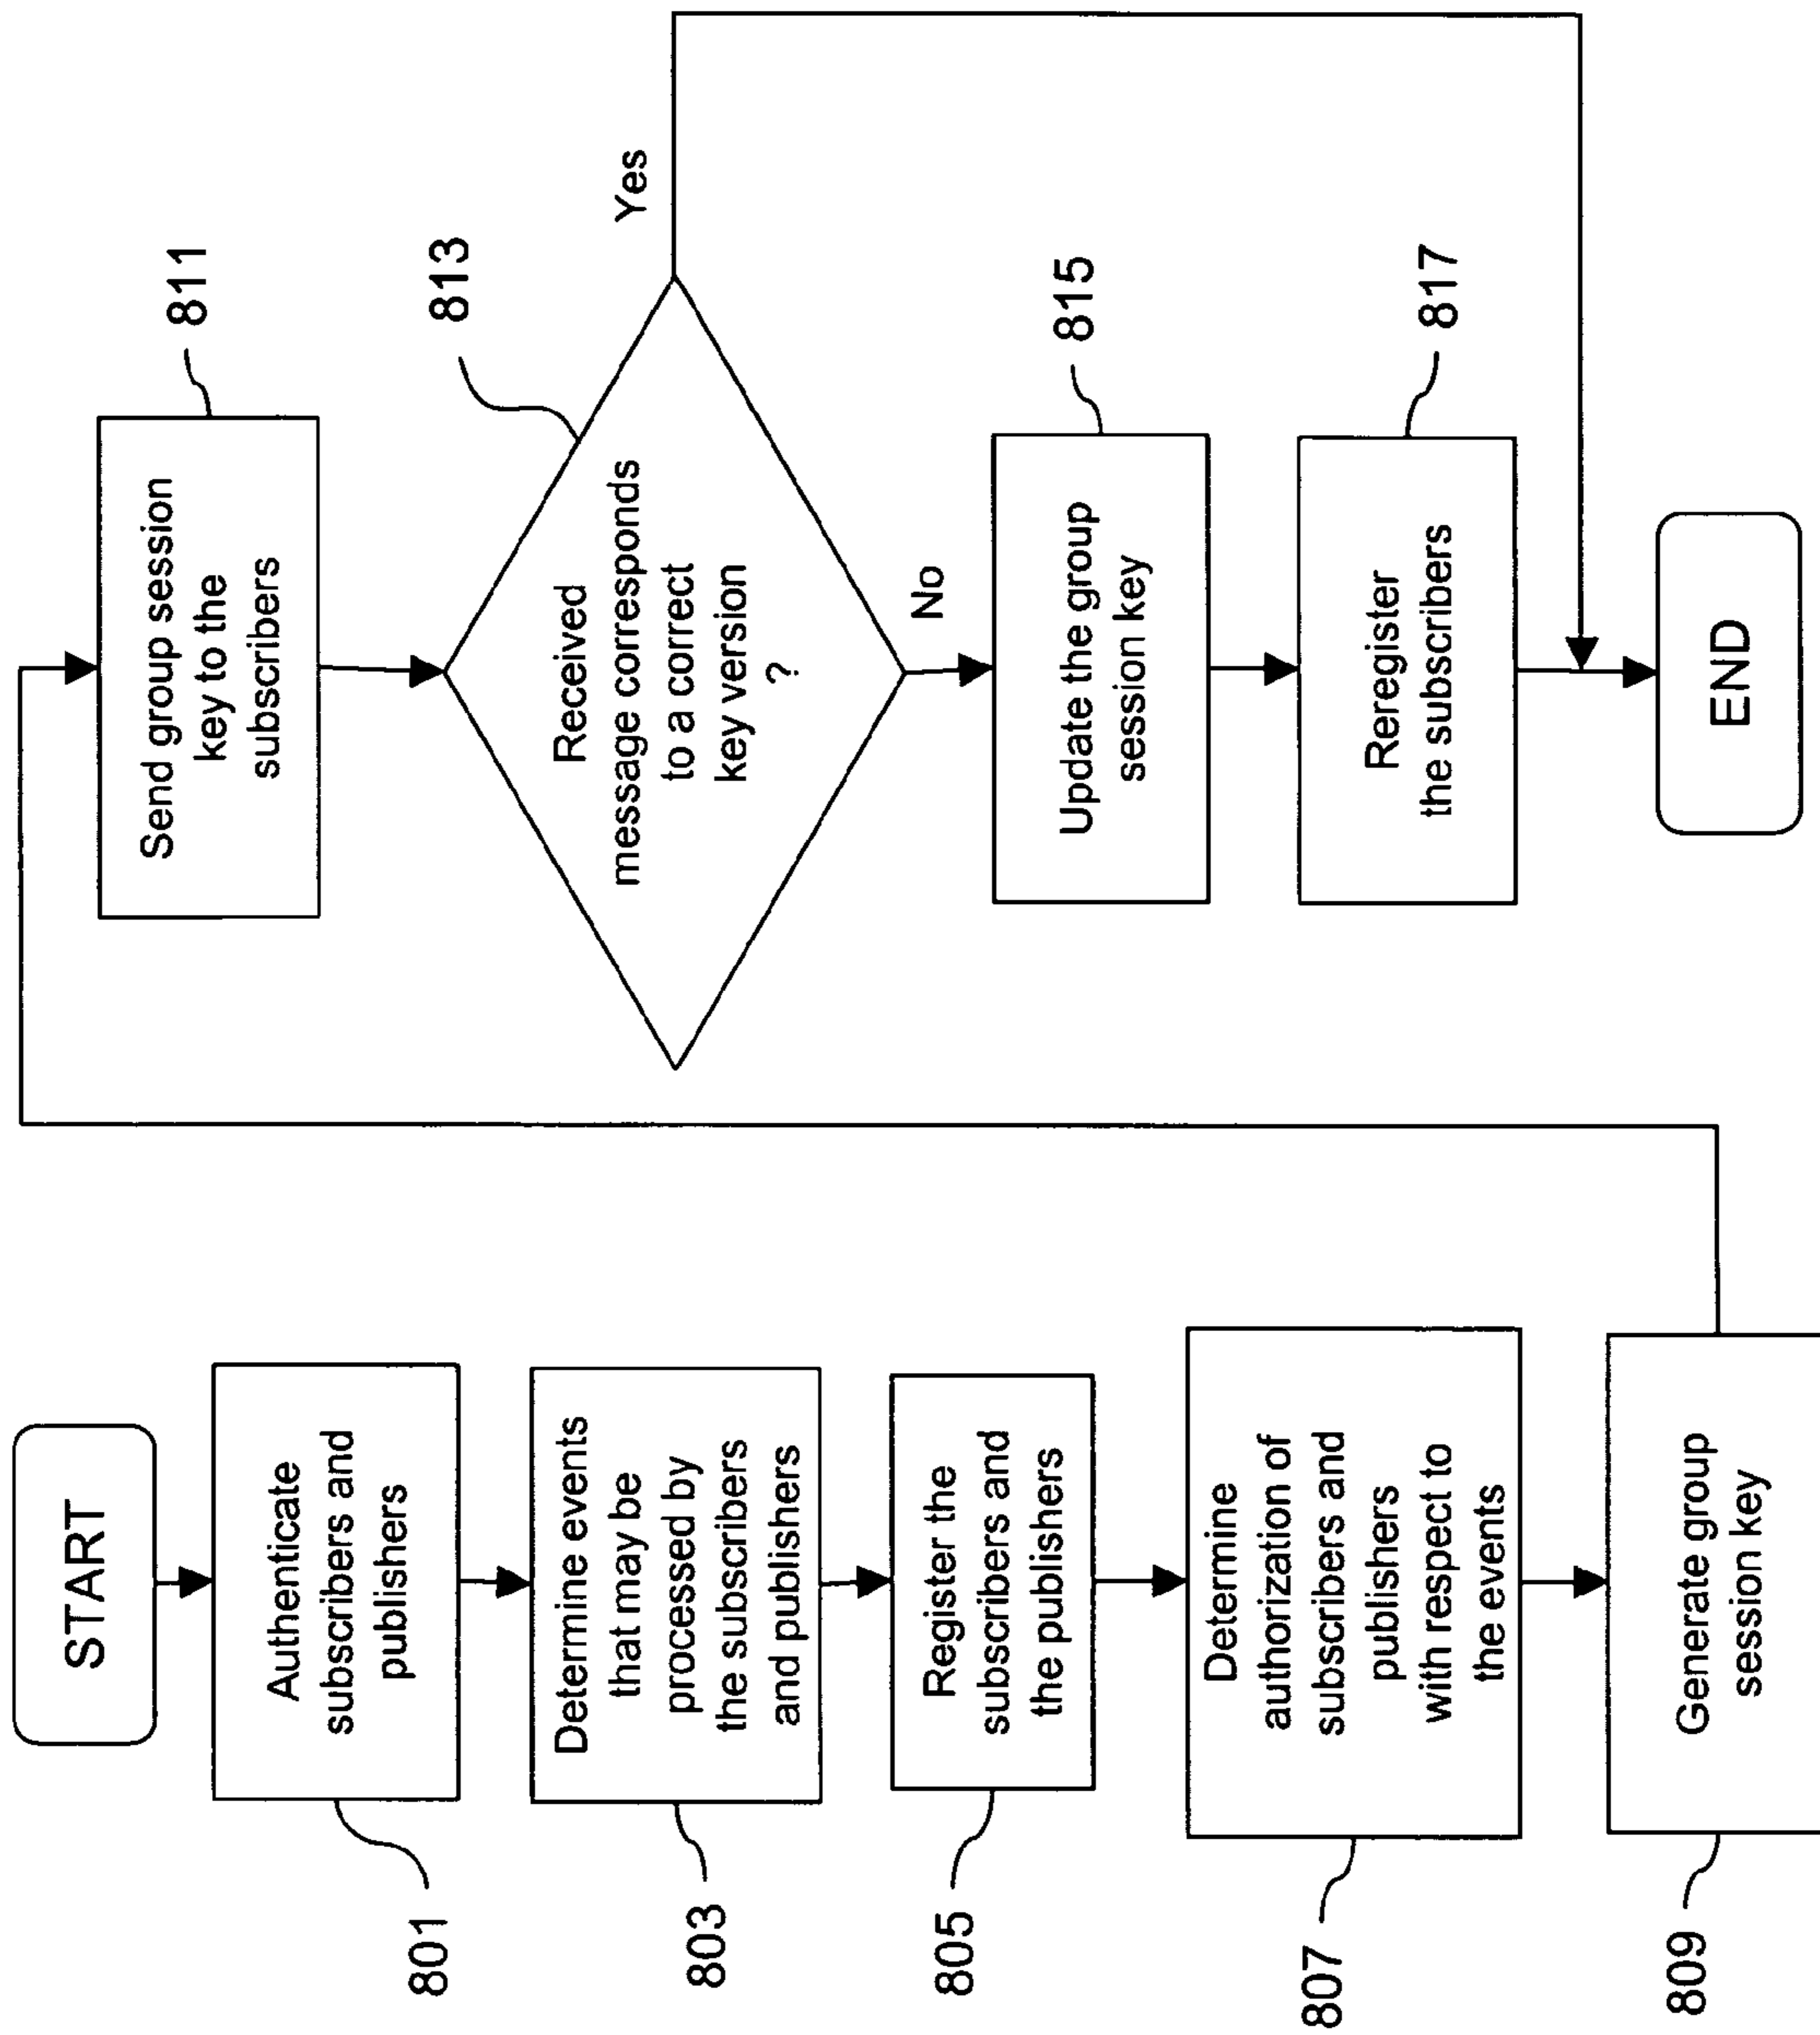 START
Authenticate
subscribers and
publishers
801
Determine events
that may be
processed by
the subscribers
and publishers
803
Register the
subscribers and
the publishers
805
Determine
authorization of
subscribers and
publishers
with respect to
the events
807
Generate group
session key
809
Send group session
key to the
subscribers
811
Received
message corresponds
to a correct
key version
?
813
Yes
No
Update the group
session key
815
Reregister
the subscribers
817
END